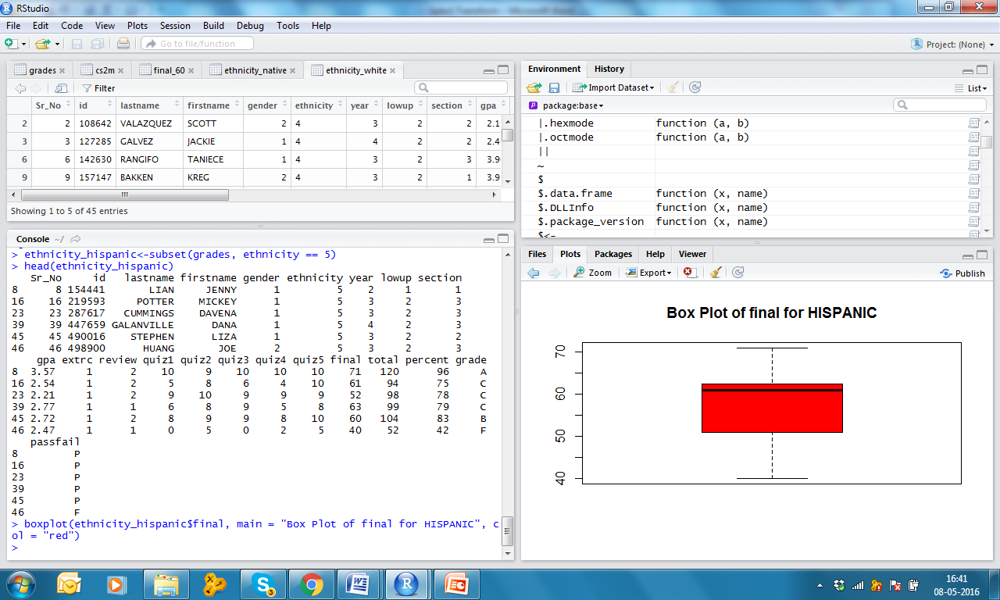 RStudio
File Edit Code View Plots Session Build Debug Tools Help
Go to file/function Project: (None)
grades cs2m final_60 ethnicity_native ethnicity_white
Filter
Sr_No id lastname firstname gender ethnicity year lowup section gpa
2 2 108642 VALAZQUEZ SCOTT 2 4 3 2 2 2.1
3 3 127285 GALVEZ JACKIE 1 4 4 2 2 2.4
6 6 142630 RANGIFO TANIECE 1 4 3 2 3 3.9
9 9 157147 BAKKEN KREG 2 4 3 2 1 3.9
Showing 1 to 5 of 45 entries
Console ~/
> ethnicity_hispanic<-subset(grades, ethnicity == 5)
> head(ethnicity_hispanic)
Sr_No id lastname firstname gender ethnicity year lowup section
8 8 154441 LIAN JENNY 1 5 2 1 1
16 16 219593 POTTER MICKEY 1 5 3 2 3
23 23 287617 CUMMINGS DAVENA 1 5 3 2 3
39 39 447659 GALANVILLE DANA 1 5 4 2 3
45 45 490016 STEPHEN LIZA 1 5 3 2 2
46 46 498900 HUANG JOE 2 5 3 2 3
gpa extrc review quiz1 quiz2 quiz3 quiz4 quiz5 final total percent grade
8 3.57 1 2 10 9 10 10 10 71 120 96 A
16 2.54 1 2 5 8 6 4 10 61 94 75 C
23 2.21 1 2 9 10 9 9 9 52 98 78 C
39 2.77 1 1 6 8 9 5 8 63 99 79 C
45 2.72 1 2 8 9 9 8 10 60 104 83 B
46 2.47 1 1 0 5 0 2 5 40 52 42 F
passfail
8 P
16 P
23 P
39 P
45 P
46 F
> boxplot(ethnicity_hispanic$final, main = "Box Plot of final for HISPANIC", c
ol = "red")
>
Environment History
Import Dataset List
package:base
|.hexmode function (a, b)
|.octmode function (a, b)
||
~
$
$.data.frame function (x, name)
$.DLLInfo function (x, name)
$.package_version function (x, name)
$<-
Files Plots Packages Help Viewer
Zoom Export Publish
Box Plot of final for HISPANIC
70
60
50
40
3
16:41
08-05-2016